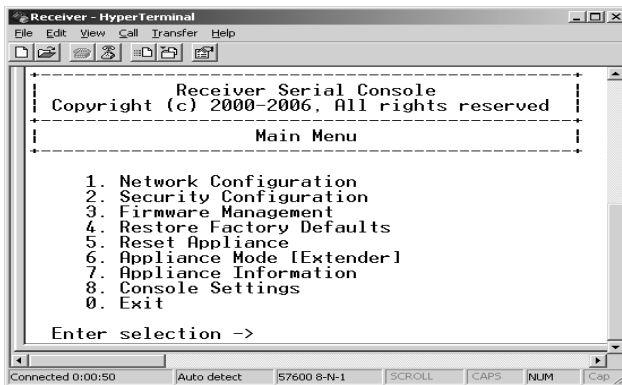 Receiver - HyperTerminal
File Edit View Call Transfer Help
Receiver Serial Console
Copyright (c) 2000-2006, All rights reserved
Main Menu
1. Network Configuration
2. Security Configuration
3. Firmware Management
4. Restore Factory Defaults
5. Reset Appliance
6. Appliance Mode [Extender]
7. Appliance Information
8. Console Settings
0. Exit
Enter selection ->
Connected 0:00:50 Auto detect 57600 8-N-1 SCROLL CAPS NUM Cap